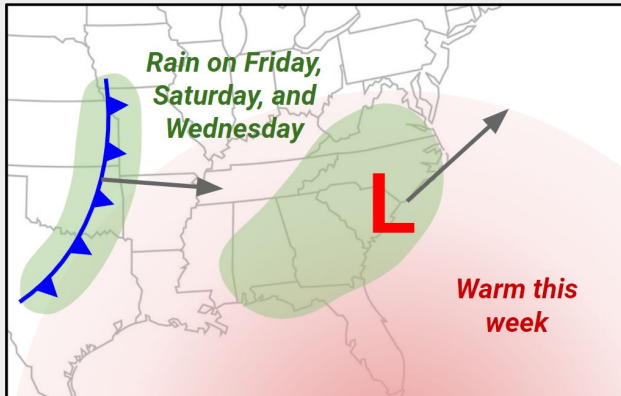 Rain on Friday,
Saturday, and
Wednesday
L
Warm this
week